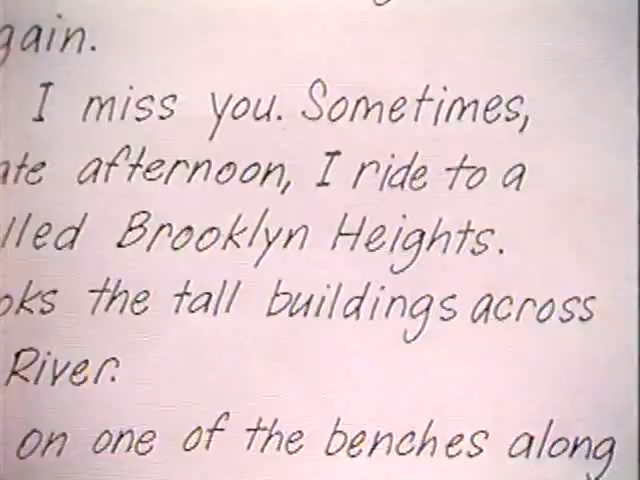 gain.
I miss you. Sometimes,
ate afternoon, I ride to a
lled Brooklyn Heights.
oks the tall buildings across
River.
on one of the benches along